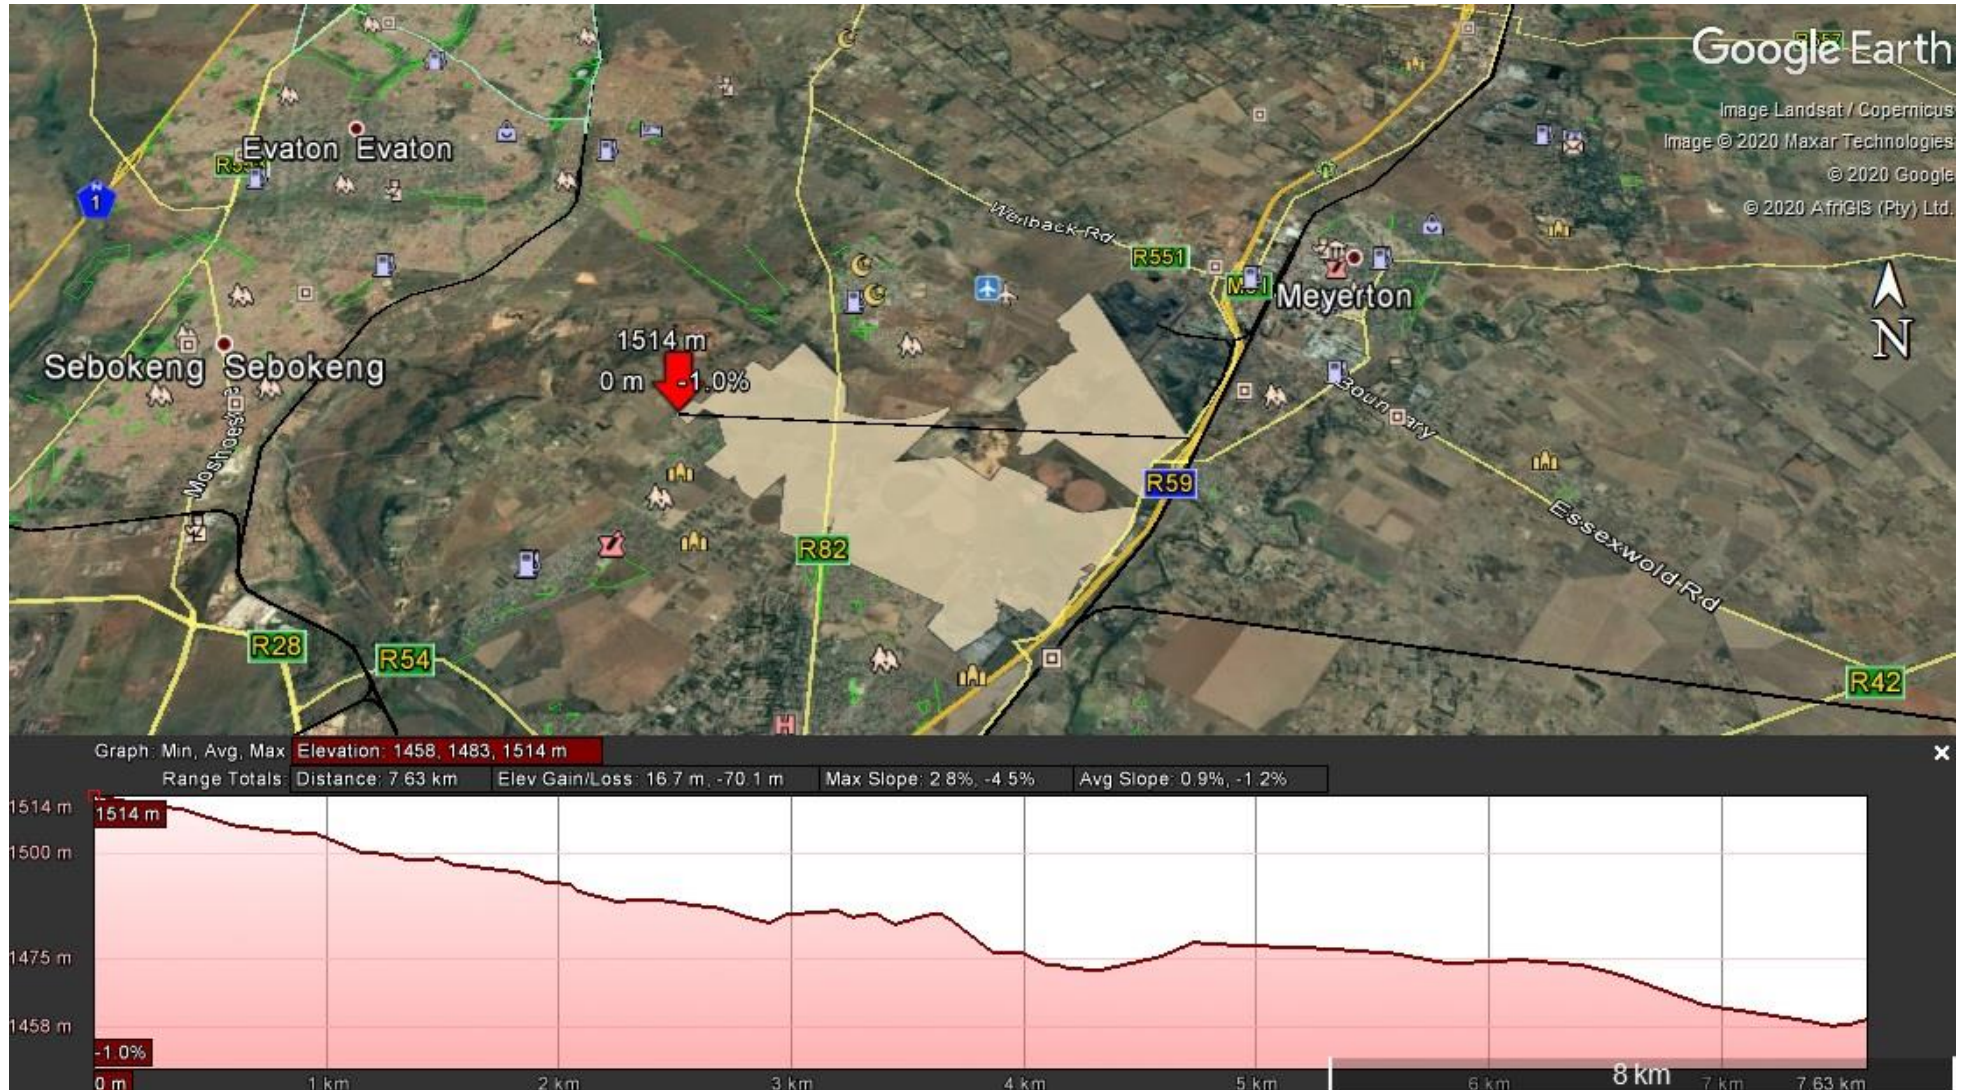 Google Earth
Image Landsat / Copernicus
Image © 2020 Maxar Technologies
© 2020 Google
© 2020 AfriGIS (Pty) Ltd.
Evaton Evaton
N
1
R551
Meyerton
Sebokeng Sebokeng
1514 m
0 m -1.0%
N
Boundary
R59
Essexwold Rd
R82
R28
R54
H
R42
Graph: Min, Avg, Max Elevation: 1458, 1483, 1514 m
Range Totals: Distance: 7.63 km Elev Gain/Loss: 16.7 m, -70.1 m Max Slope: 2.8%, -4.5% Avg Slope: 0.9%, -1.2%
1514 m
1514 m
1500 m
1475 m
1458 m
-1.0%
0 m 1 km 2 km 3 km 4 km 5 km 6 km 7 km 7.63 km
8 km